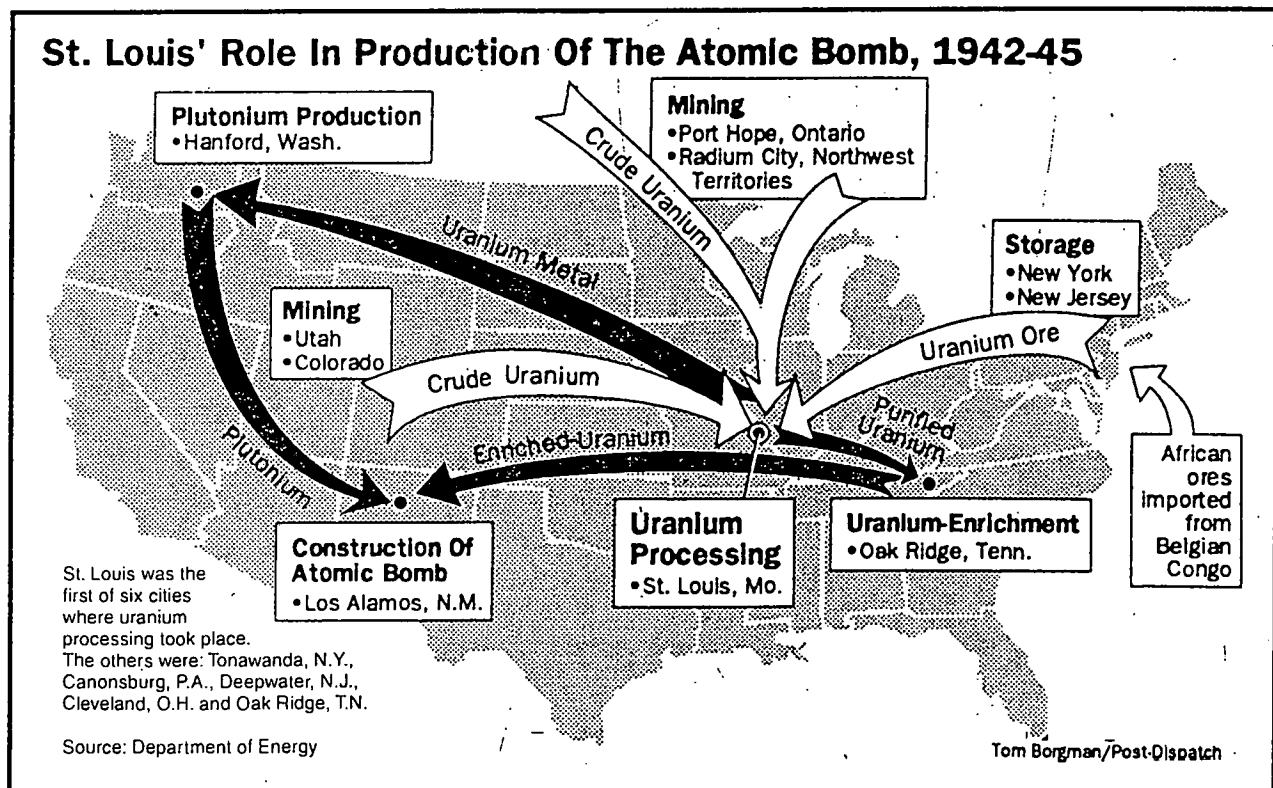 St. Louis' Role In Production Of The Atomic Bomb, 1942-45
Plutonium Production
•Hanford, Wash.
Mining
•Port Hope, Ontario
•Radium City, Northwest
Territories
Crude Uranium
Uranium Metal
Storage
•New York
•New Jersey
Mining
•Utah
•Colorado
Uranium Ore
Crude Uranium
Purified
Uranium
Enriched-Uranium
Plutonium
African
ores
imported
from
Belgian
Congo
Uranium
Processing
•St. Louis, Mo.
Uranium-Enrichment
•Oak Ridge, Tenn.
Construction Of
Atomic Bomb
•Los Alamos, N.M.
St. Louis was the
first of six cities
where uranium
processing took place.
The others were: Tonawanda, N.Y.,
Canonsburg, P.A., Deepwater, N.J.,
Cleveland, O.H. and Oak Ridge, T.N.
Source: Department of Energy
Tom Borgman/Post-Dispatch